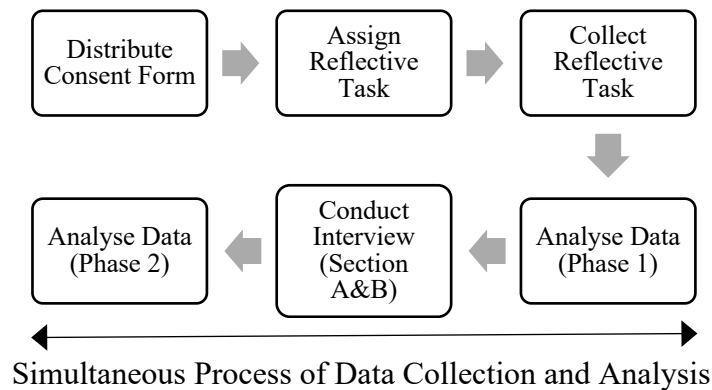 Distribute
Consent Form
Assign
Reflective
Task
Collect
Reflective
Task
Analyse Data
(Phase 1)
Conduct
Interview
(Section
A&B)
Analyse Data
(Phase 2)
Simultaneous Process of Data Collection and Analysis